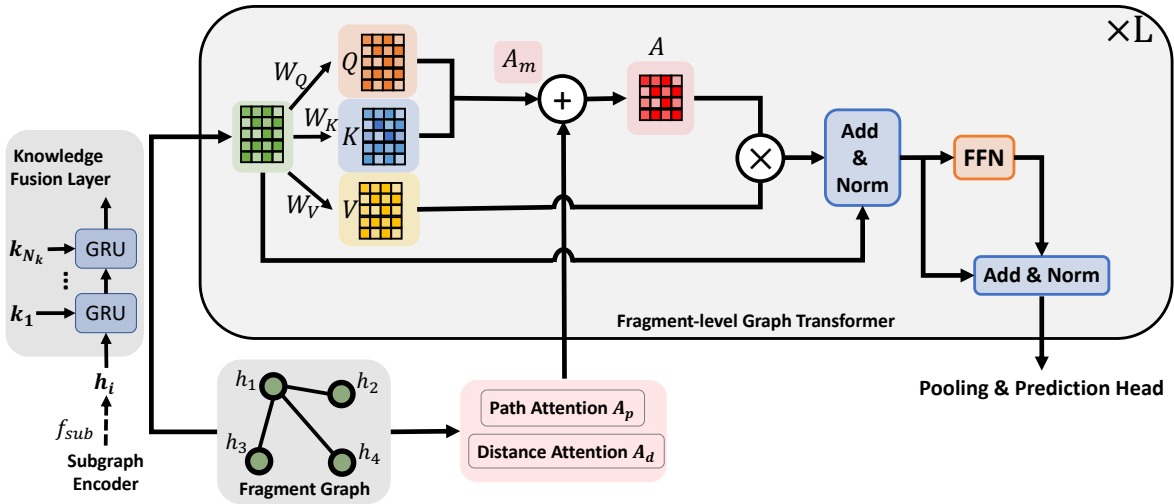 ×L
Q
A_m
A
W_Q
W_K
K
W_V
V
Add
&
Norm
FFN
Add & Norm
Fragment-level Graph Transformer
Pooling & Prediction Head
Knowledge
Fusion Layer
k_{N_k}
GRU
⋮
k_1
GRU
h_i
f_{sub}
Subgraph
Encoder
h_1
h_2
h_3
h_4
Fragment Graph
Path Attention A_p
Distance Attention A_d
+
×